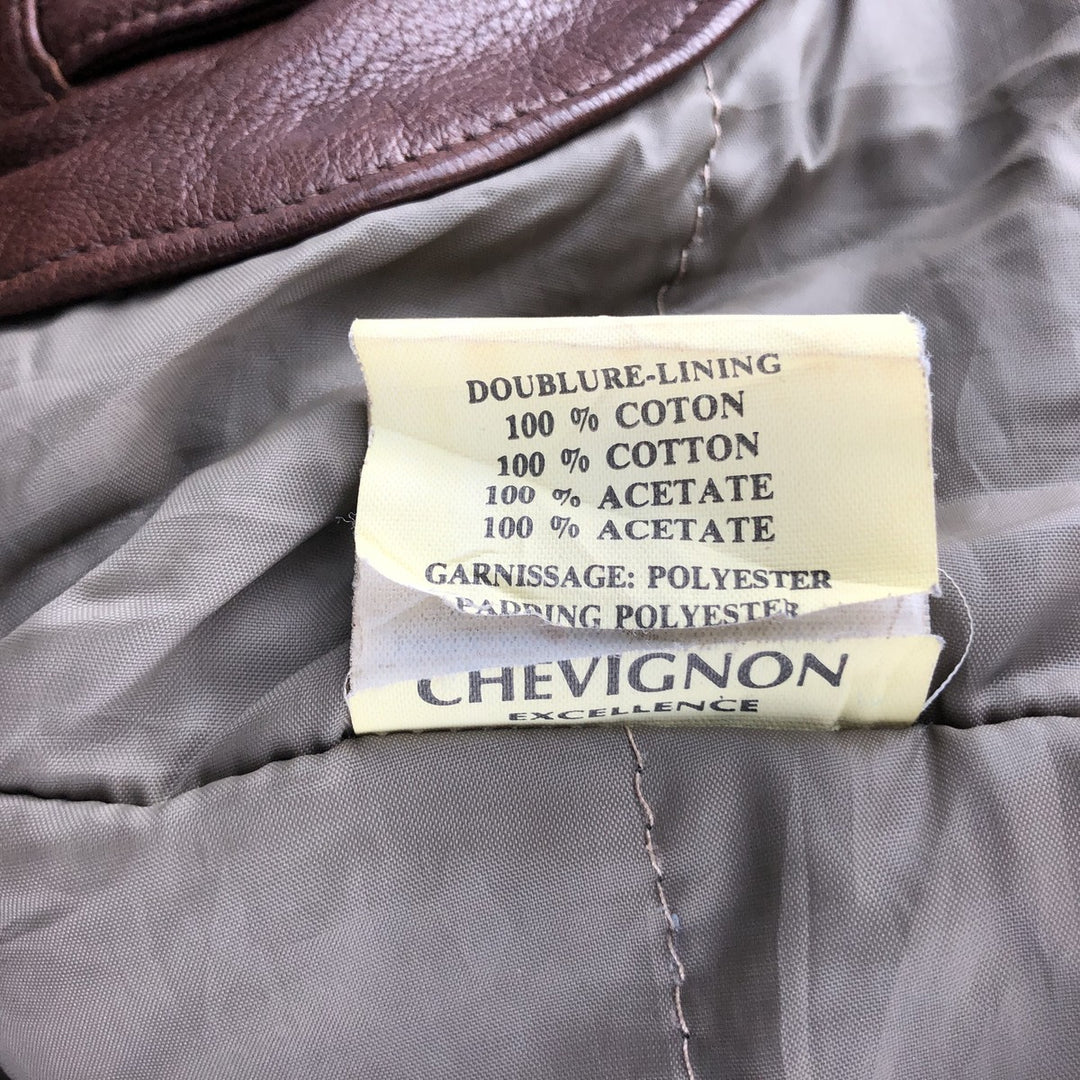 DOUBLURE-LINING
100 % COTON
100 % COTTON
100 % ACETATE
100 % ACETATE
GARNISSAGE: POLYESTER
PADDING POLYESTER
CHEVIGNON
EXCELLENCE